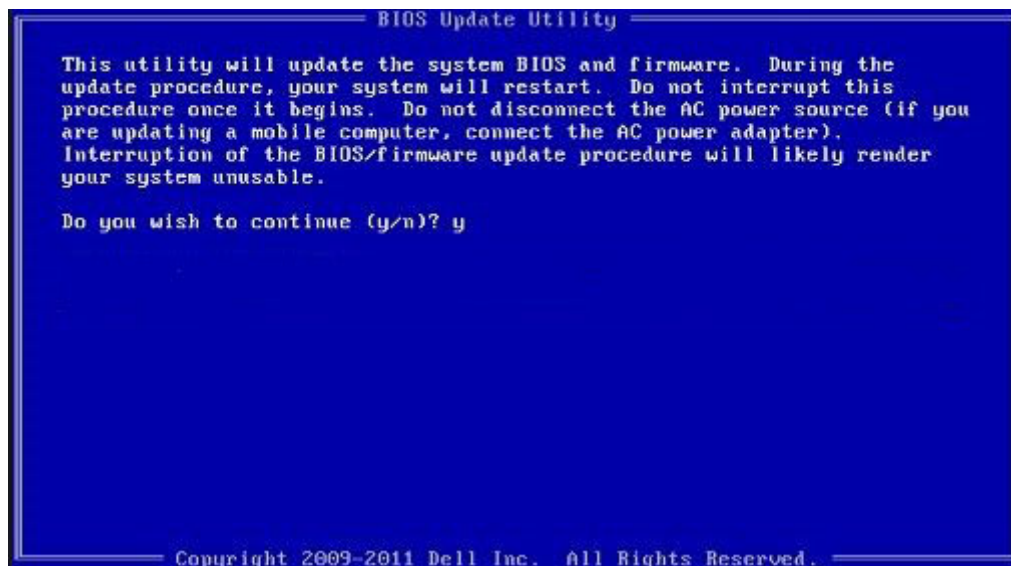 BIOS Update Utility
This utility will update the system BIOS and firmware. During the
update procedure, your system will restart. Do not interrupt this
procedure once it begins. Do not disconnect the AC power source (if you
are updating a mobile computer, connect the AC power adapter).
Interruption of the BIOS/firmware update procedure will likely render
your system unusable.
Do you wish to continue (y/n)? y
Copyright 2009-2011 Dell Inc. All Rights Reserved.